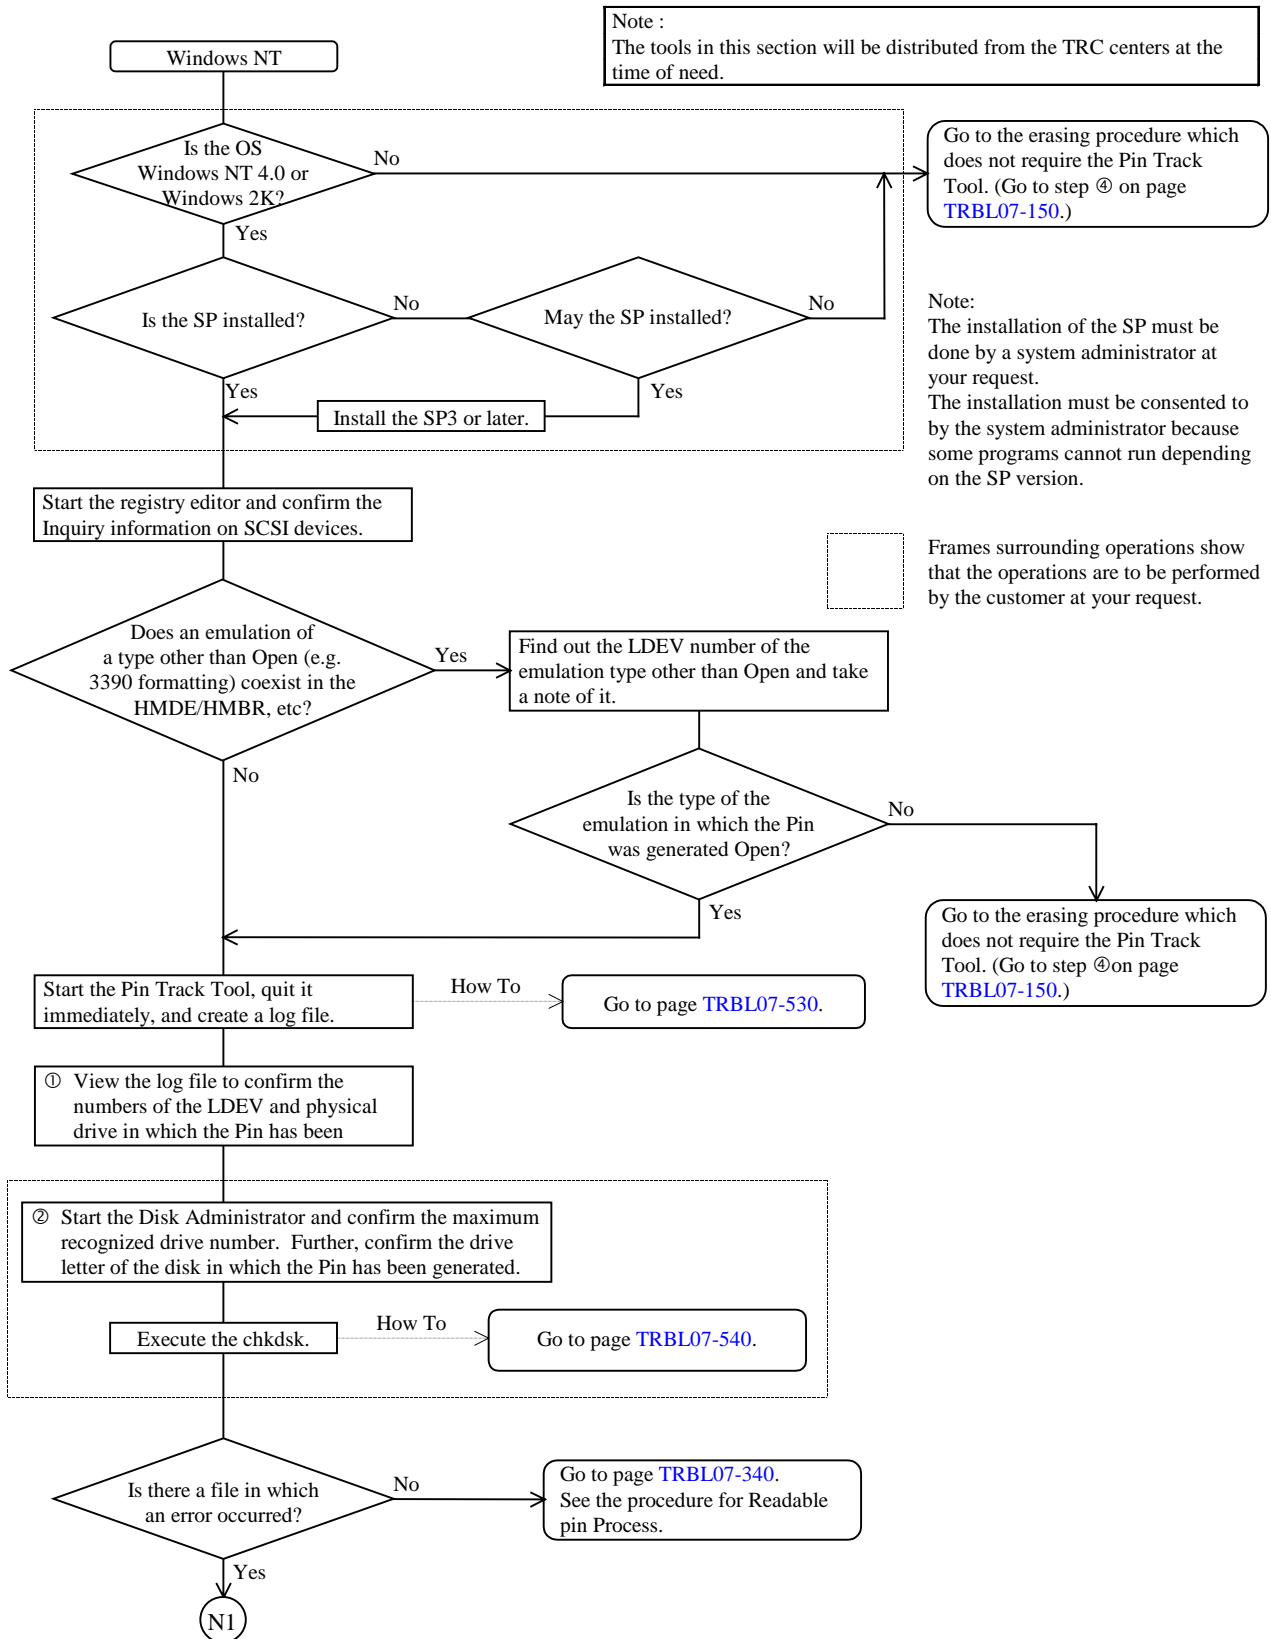 Note :
The tools in this section will be distributed from the TRC centers at the
time of need.
Windows NT
Is the OS
Windows NT 4.0 or
Windows 2K?
No
Yes
Go to the erasing procedure which
does not require the Pin Track
Tool. (Go to step ④ on page
TRBL07-150.)
Is the SP installed?
No
May the SP installed?
No
Yes
Yes
Install the SP3 or later.
Note:
The installation of the SP must be
done by a system administrator at
your request.
The installation must be consented to
by the system administrator because
some programs cannot run depending
on the SP version.
Start the registry editor and confirm the
Inquiry information on SCSI devices.
Frames surrounding operations show
that the operations are to be performed
by the customer at your request.
Does an emulation of
a type other than Open (e.g.
3390 formatting) coexist in the
HMDE/HMBR, etc?
Yes
No
Find out the LDEV number of the
emulation type other than Open and take
a note of it.
Is the type of the
emulation in which the Pin
was generated Open?
No
Yes
Go to the erasing procedure which
does not require the Pin Track
Tool. (Go to step ④on page
TRBL07-150.)
Start the Pin Track Tool, quit it
immediately, and create a log file.
How To
Go to page TRBL07-530.
① View the log file to confirm the
numbers of the LDEV and physical
drive in which the Pin has been
② Start the Disk Administrator and confirm the maximum
recognized drive number. Further, confirm the drive
letter of the disk in which the Pin has been generated.
Execute the chkdsk.
How To
Go to page TRBL07-540.
Is there a file in which
an error occurred?
No
Go to page TRBL07-340.
See the procedure for Readable
pin Process.
Yes
N1